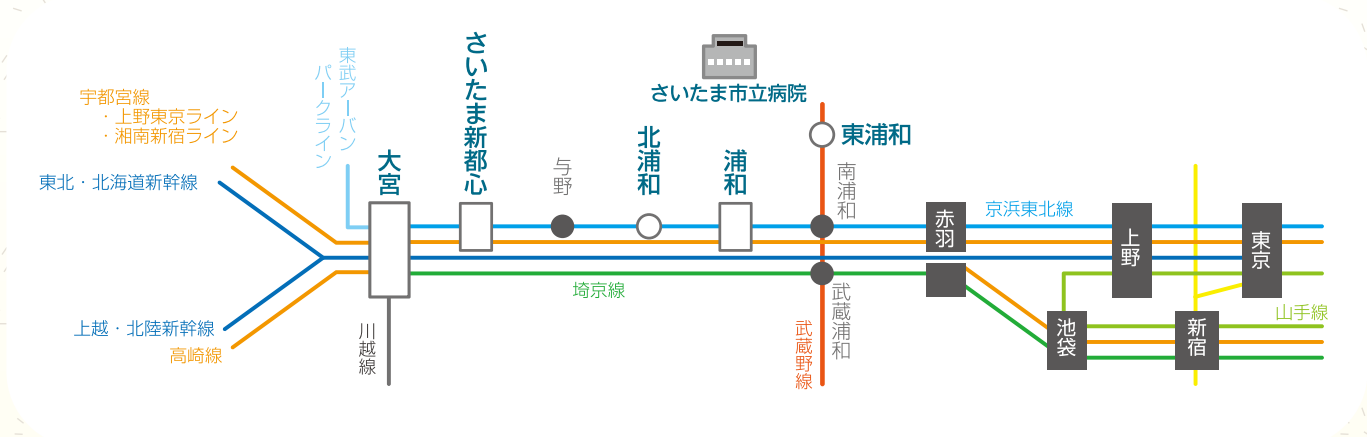 宇都宮線
・上野東京ライン
・湘南新宿ライン
東北・北海道新幹線
上越・北陸新幹線
高崎線
東武アーバン
パークライン
大宮
川越線
さいたま新都心
与野
北浦和
浦和
さいたま市立病院
東浦和
南浦和
武蔵浦和
武蔵野線
埼京線
赤羽
京浜東北線
上野
東京
池袋
新宿
山手線